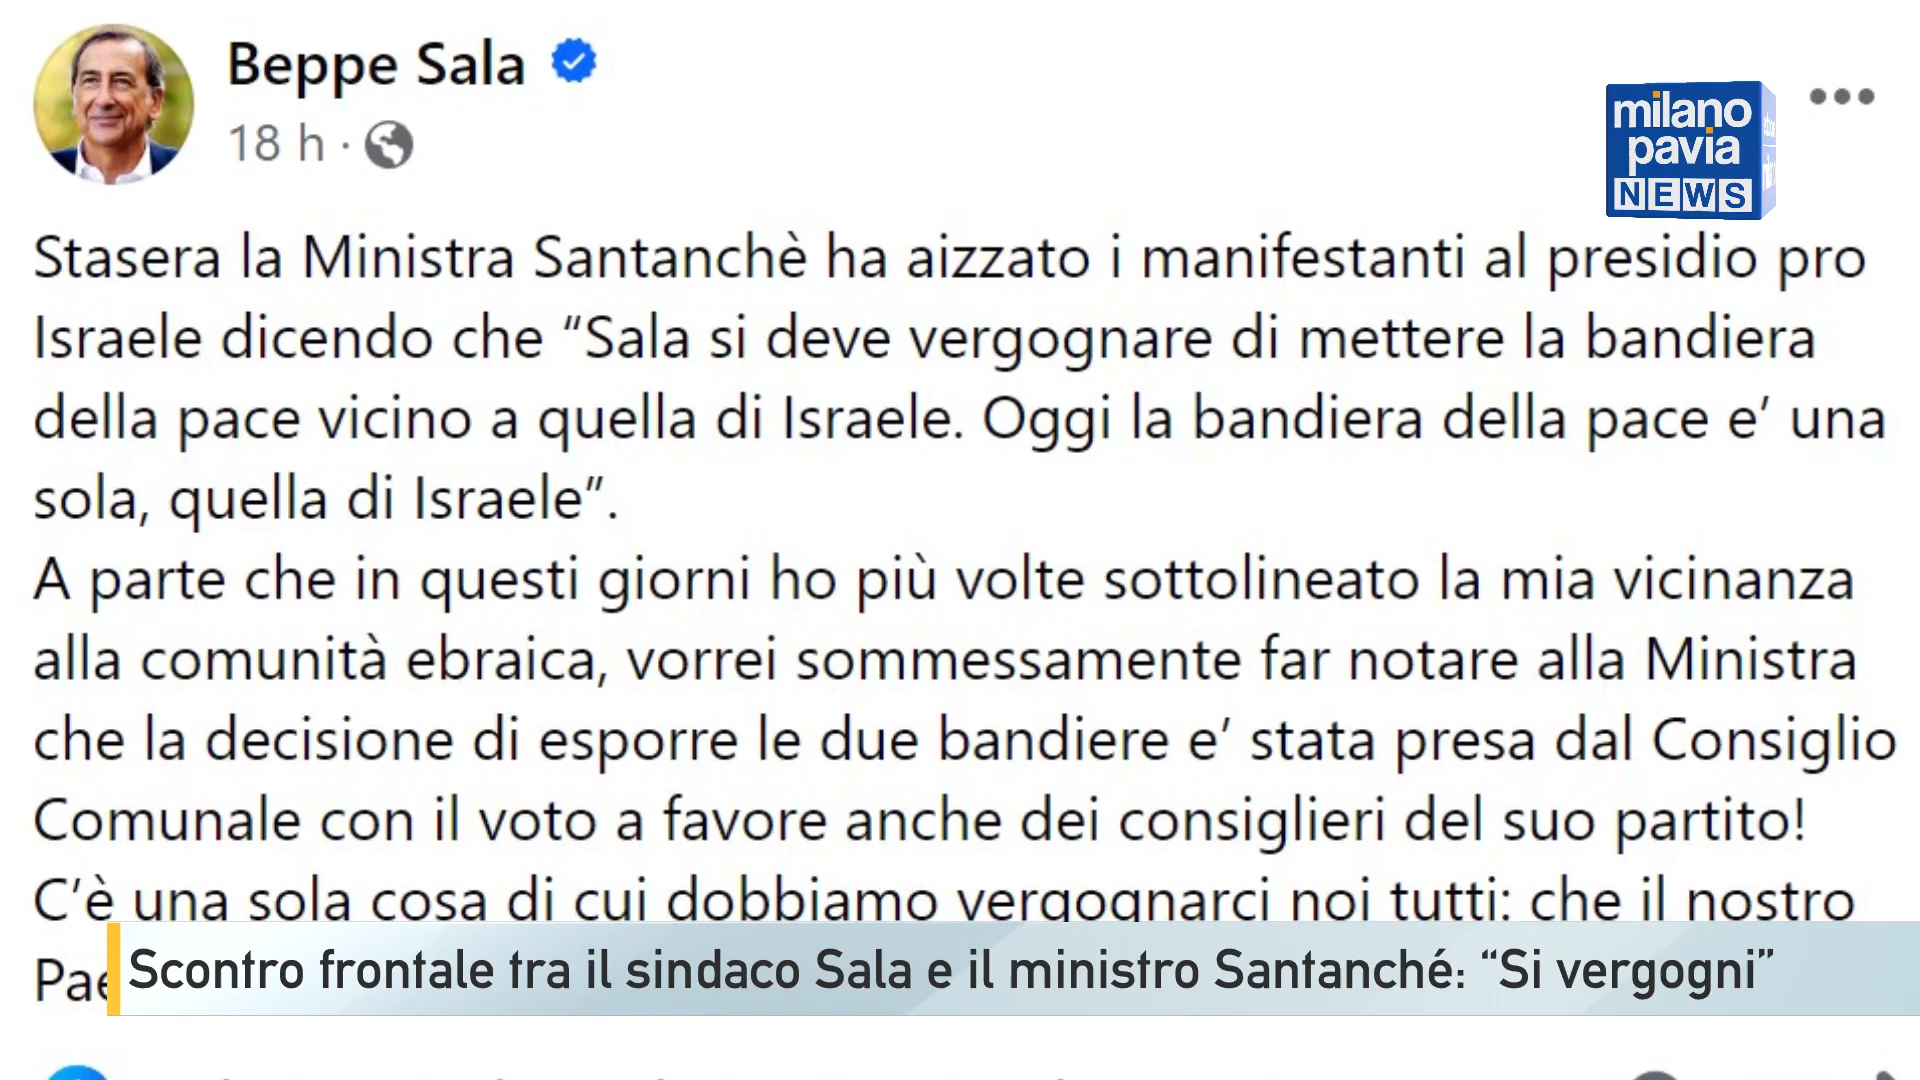 Beppe Sala
18 h ·
milano
pavia
NEWS
Stasera la Ministra Santanchè ha aizzato i manifestanti al presidio pro
Israele dicendo che “Sala si deve vergognare di mettere la bandiera
della pace vicino a quella di Israele. Oggi la bandiera della pace e’ una
sola, quella di Israele”.
A parte che in questi giorni ho più volte sottolineato la mia vicinanza
alla comunità ebraica, vorrei sommessamente far notare alla Ministra
che la decisione di esporre le due bandiere e’ stata presa dal Consiglio
Comunale con il voto a favore anche dei consiglieri del suo partito!
C’è una sola cosa di cui dobbiamo vergognarci noi tutti: che il nostro
Scontro frontale tra il sindaco Sala e il ministro Santanché: “Si vergogni”